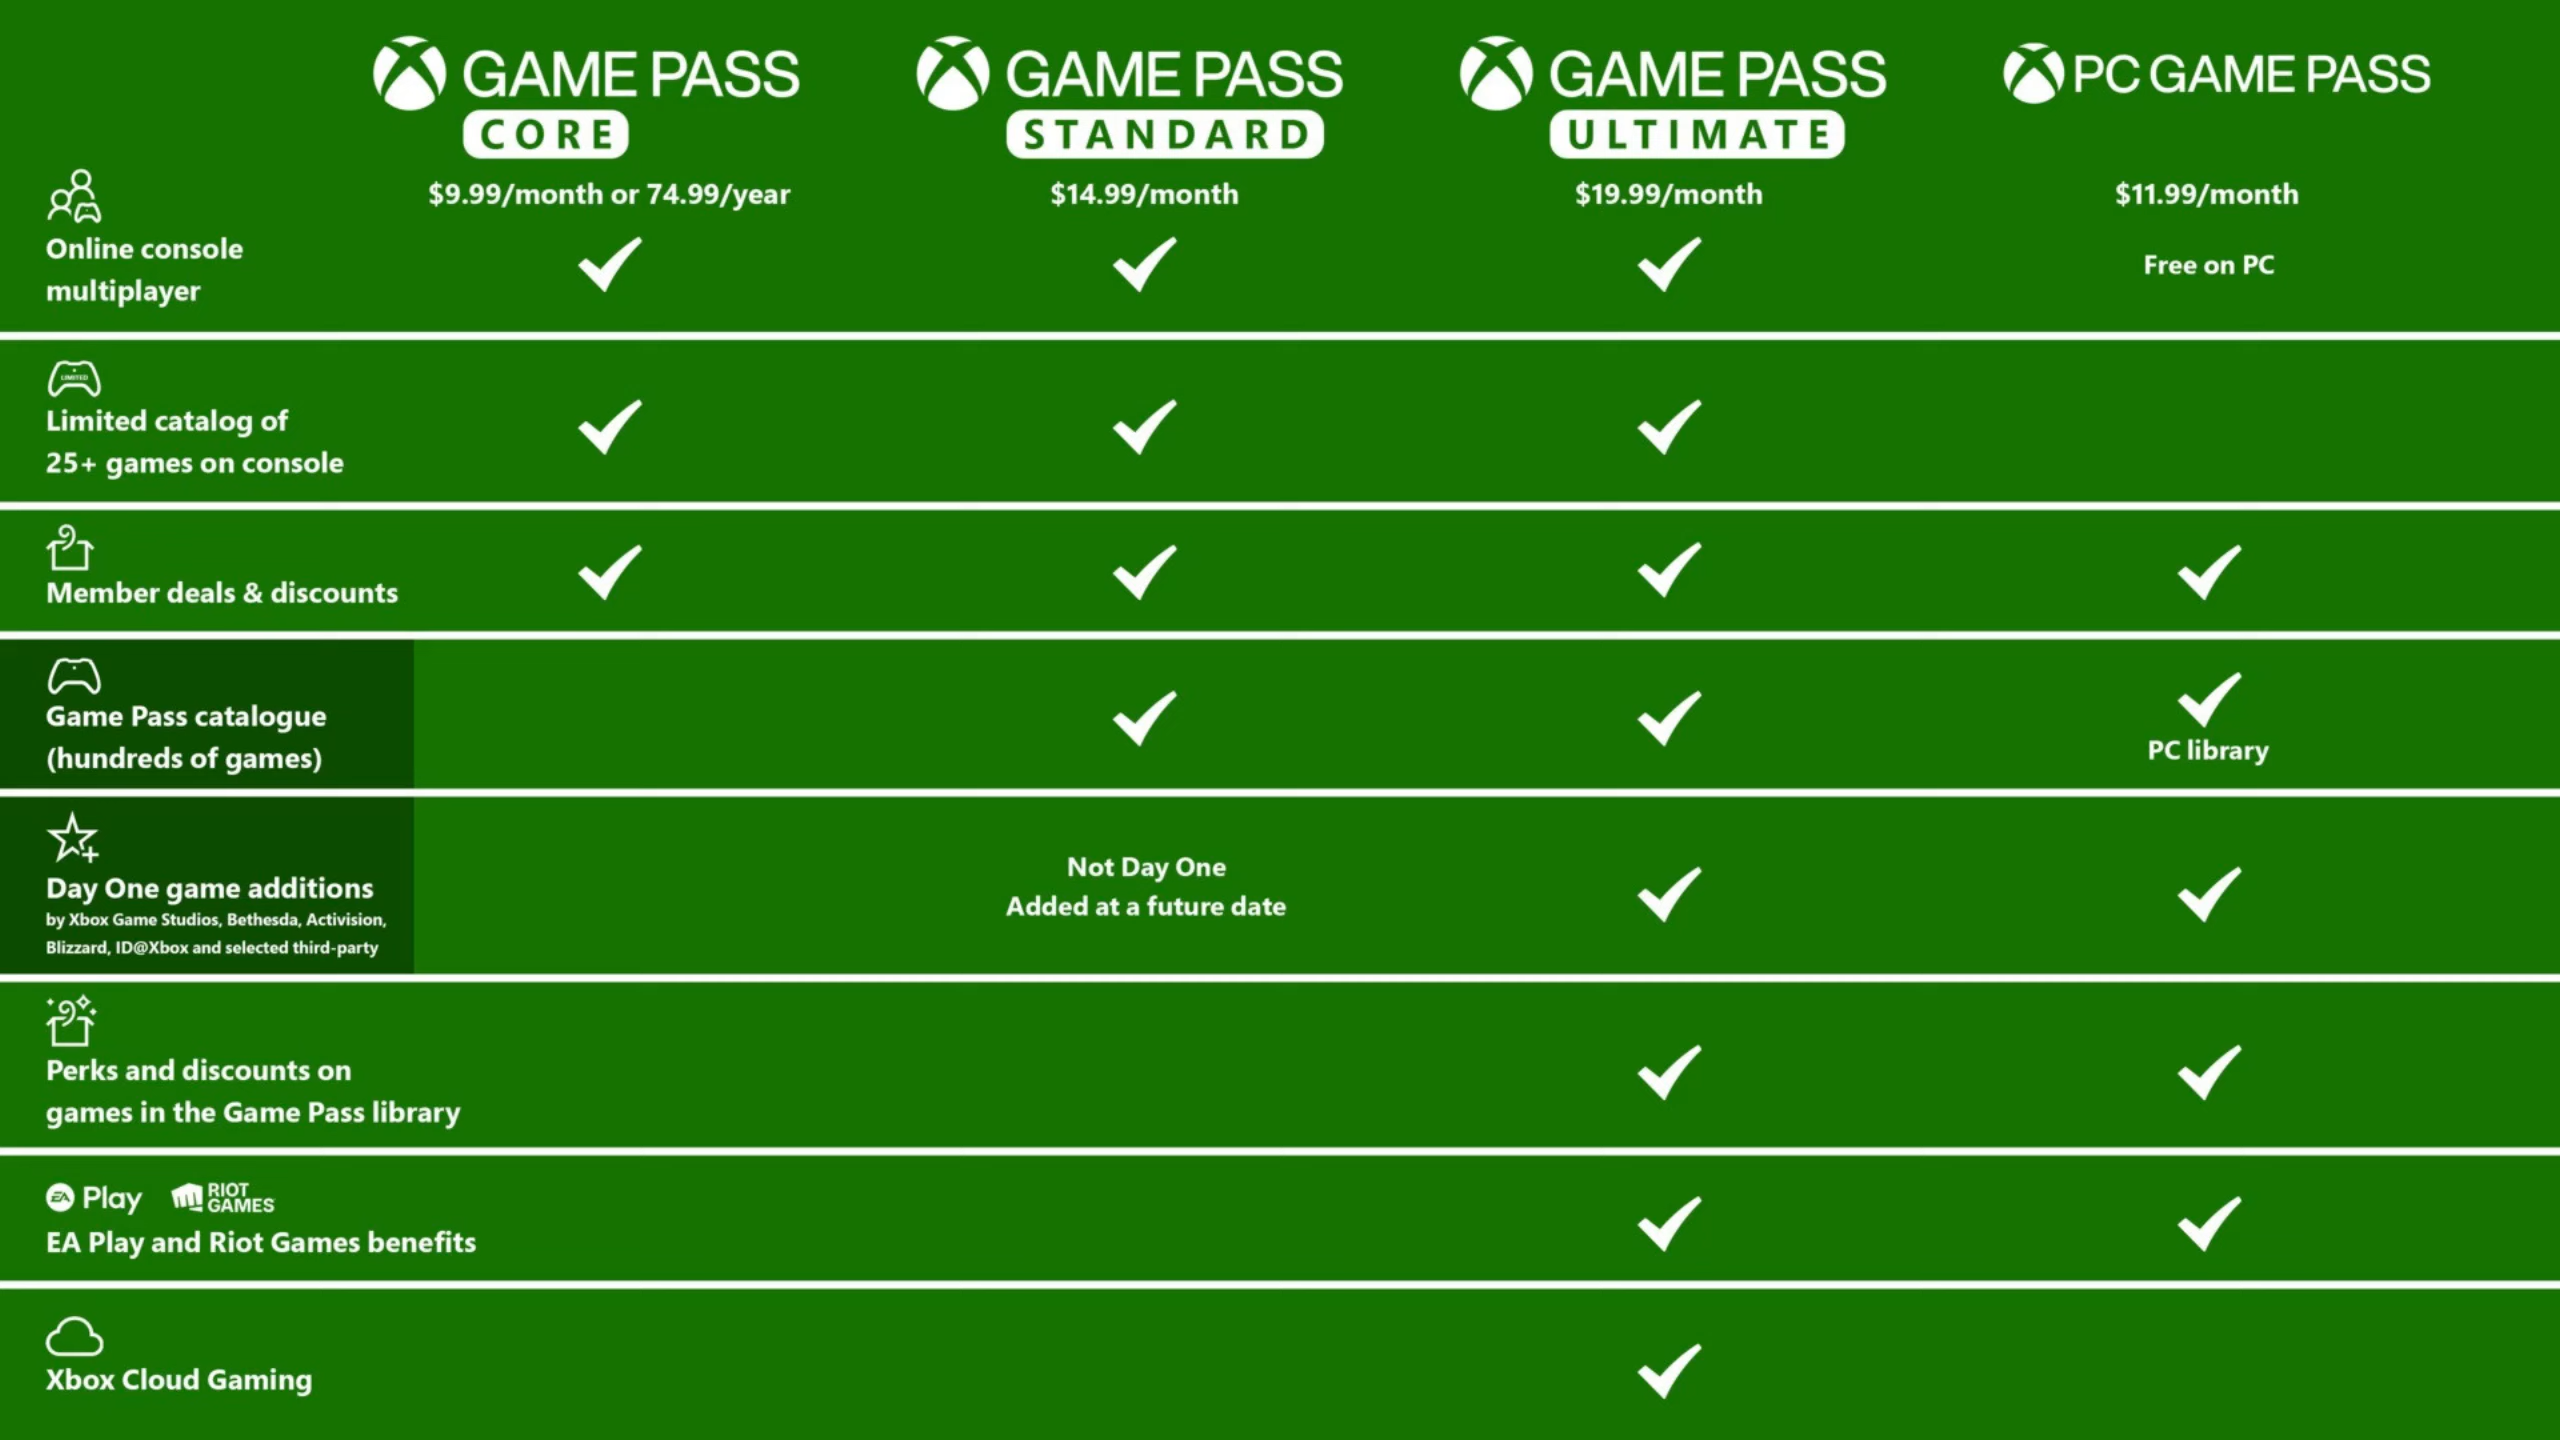 GAME PASS
CORE
GAME PASS
STANDARD
GAME PASS
ULTIMATE
PC GAME PASS
$9.99/month or 74.99/year
$14.99/month
$19.99/month
$11.99/month
Online console
multiplayer
Free on PC
LIMITED
Limited catalog of
25+ games on console
Member deals & discounts
Game Pass catalogue
(hundreds of games)
PC library
Day One game additions
by Xbox Game Studios, Bethesda, Activision,
Blizzard, ID@Xbox and selected third-party
Not Day One
Added at a future date
Perks and discounts on
games in the Game Pass library
EA Play
RIOT
GAMES
EA Play and Riot Games benefits
Xbox Cloud Gaming